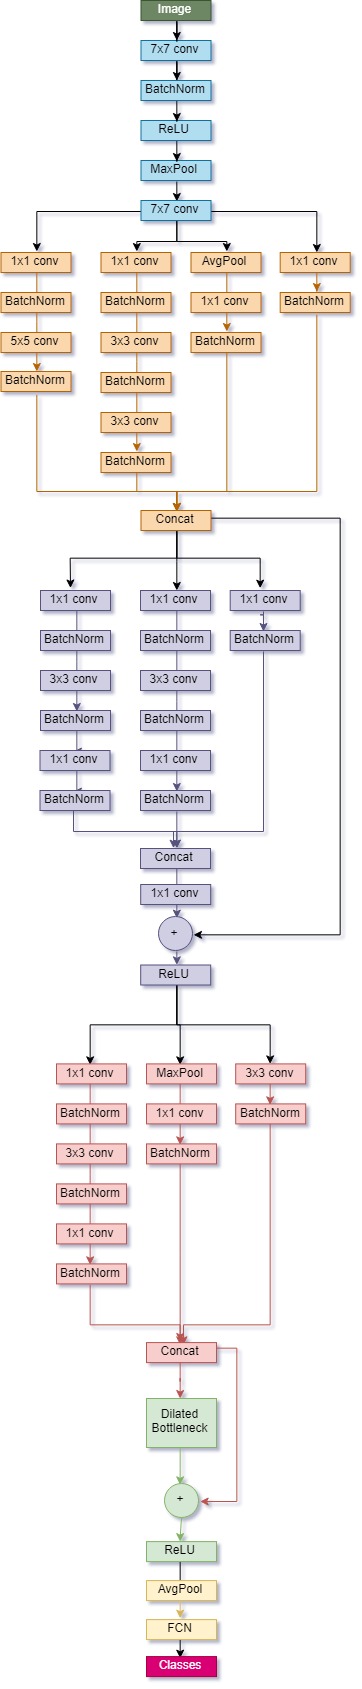 Image
7x7 conv
BatchNorm
ReLU
MaxPool
7x7 conv
1x1 conv
1x1 conv
AvgPool
1x1 conv
BatchNorm
BatchNorm
1x1 conv
BatchNorm
5x5 conv
3x3 conv
BatchNorm
BatchNorm
BatchNorm
3x3 conv
BatchNorm
Concat
1x1 conv
1x1 conv
1x1 conv
BatchNorm
BatchNorm
BatchNorm
3x3 conv
3x3 conv
BatchNorm
BatchNorm
1x1 conv
1x1 conv
BatchNorm
BatchNorm
Concat
1x1 conv
+
ReLU
1x1 conv
MaxPool
3x3 conv
BatchNorm
1x1 conv
BatchNorm
3x3 conv
BatchNorm
BatchNorm
1x1 conv
BatchNorm
Concat
Dilated
Bottleneck
+
ReLU
AvgPool
FCN
Classes